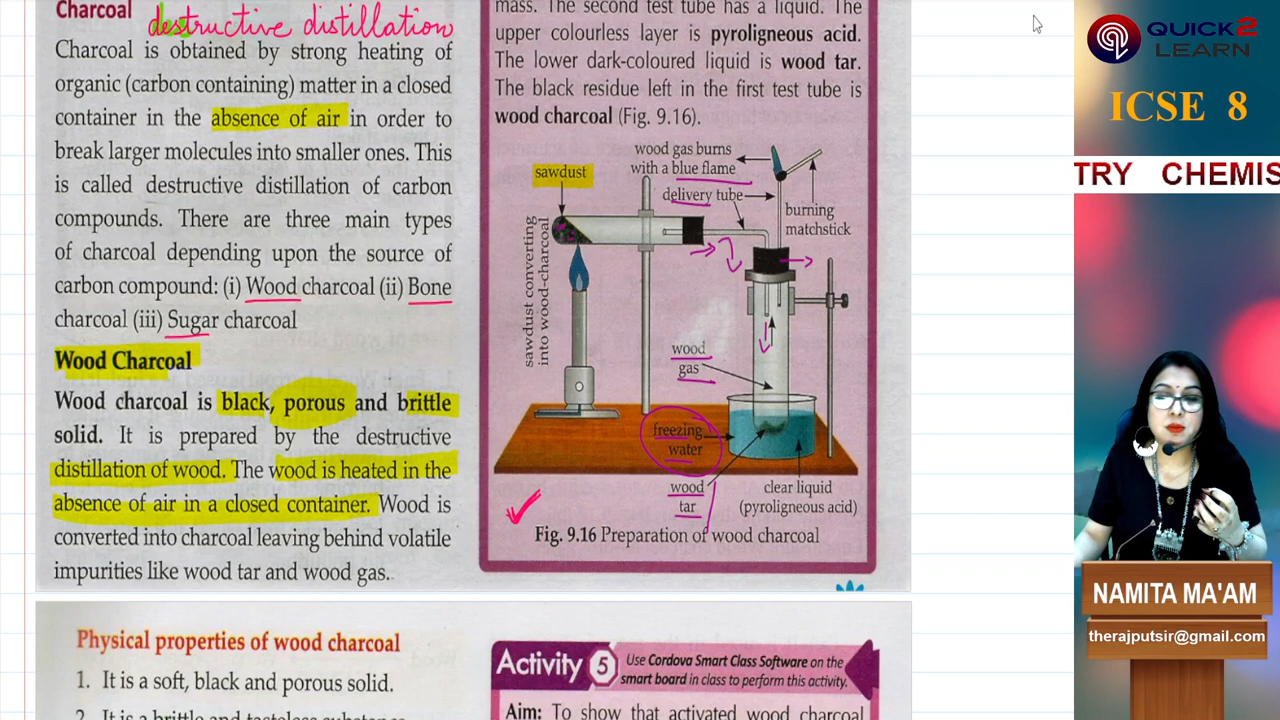 Charcoal
destructive distillation
Charcoal is obtained by strong heating of
organic (carbon containing) matter in a closed
container in the absence of air in order to
break larger molecules into smaller ones. This
is called destructive distillation of carbon
compounds. There are three main types
of charcoal depending upon the source of
carbon compound: (i) Wood charcoal (ii) Bone
charcoal (iii) Sugar charcoal
Wood Charcoal
Wood charcoal is black, porous and brittle
solid. It is prepared by the destructive
distillation of wood. The wood is heated in the
absence of air in a closed container. Wood is
converted into charcoal leaving behind volatile
impurities like wood tar and wood gas.
mass. The second test tube has a liquid. The
upper colourless layer is pyroligneous acid.
The lower dark-coloured liquid is wood tar.
The black residue left in the first test tube is
wood charcoal (Fig. 9.16).
wood gas burns
with a blue flame
sawdust
delivery tube
burning
matchstick
sawdust converting
into wood-charcoal
wood
gas
freezing
water
wood
tar
clear liquid
(pyroligneous acid)
Fig. 9.16 Preparation of wood charcoal
Physical properties of wood charcoal
1. It is a soft, black and porous solid.
2. It is a brittle and tasteless substance
Activity 5
Use Cordova Smart Class Software on the
smart board in class to perform this activity.
Aim: To show that activated wood charcoal
QUICK2
LEARN
ICSE 8
TRY CHEMIS
NAMITA MA'AM
therajputsir@gmail.com